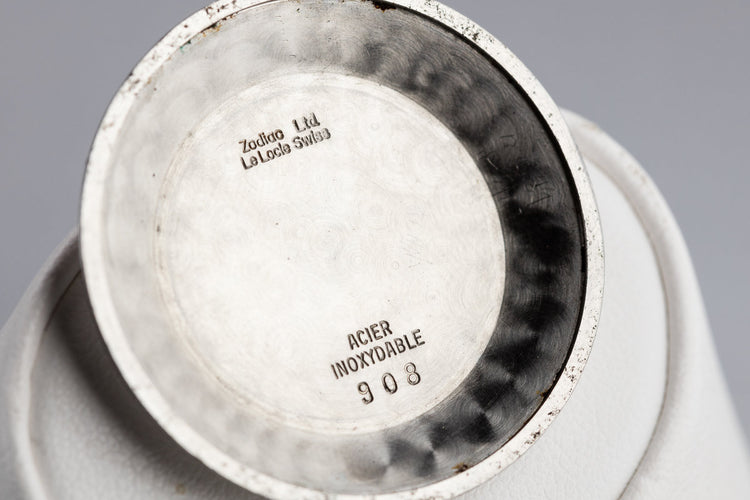 Zodiac Ltd
Le Locle Swiss
ACIER
INOXYDABLE
908